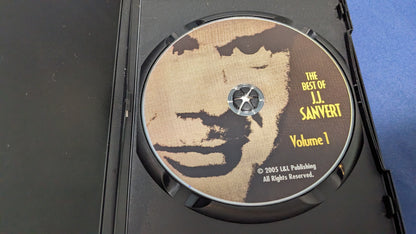 THE
BEST OF
J.J.
SANVERT
Volume 1
© 2005 L&L Publishing
All Rights Reserved.